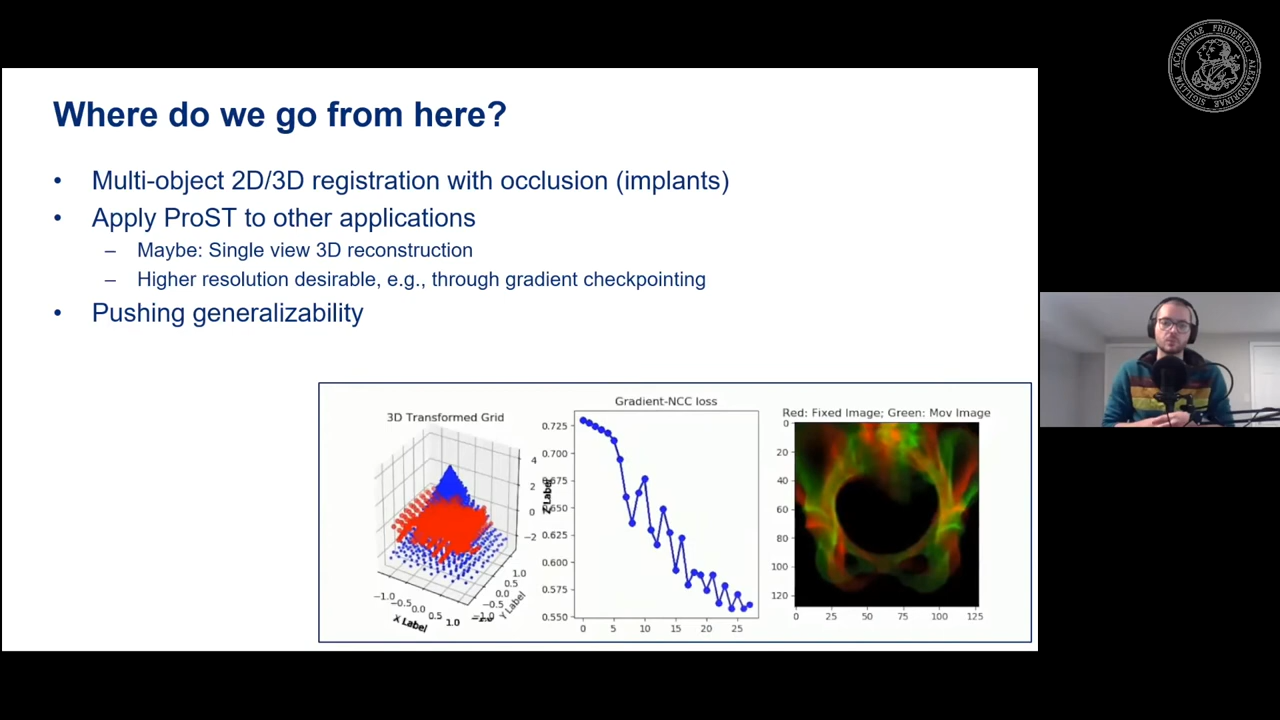 ACADEMIAE FRIDERICO ALEXANDRINAE SIGILLVM
Where do we go from here?
• Multi-object 2D/3D registration with occlusion (implants)
• Apply ProST to other applications
– Maybe: Single view 3D reconstruction
– Higher resolution desirable, e.g., through gradient checkpointing
• Pushing generalizability
3D Transformed Grid
4
2
0
−2
Z Label
−1.0 −0.5 0.0 0.5 1.0
X Label
1.0
0.5
0.0
−0.5
−1.0
Y Label
Gradient-NCC loss
0.725
0.700
0.675
0.650
0.625
0.600
0.575
0.550
0 5 10 15 20 25
Red: Fixed Image; Green: Mov Image
0
20
40
60
80
100
120
0 25 50 75 100 125